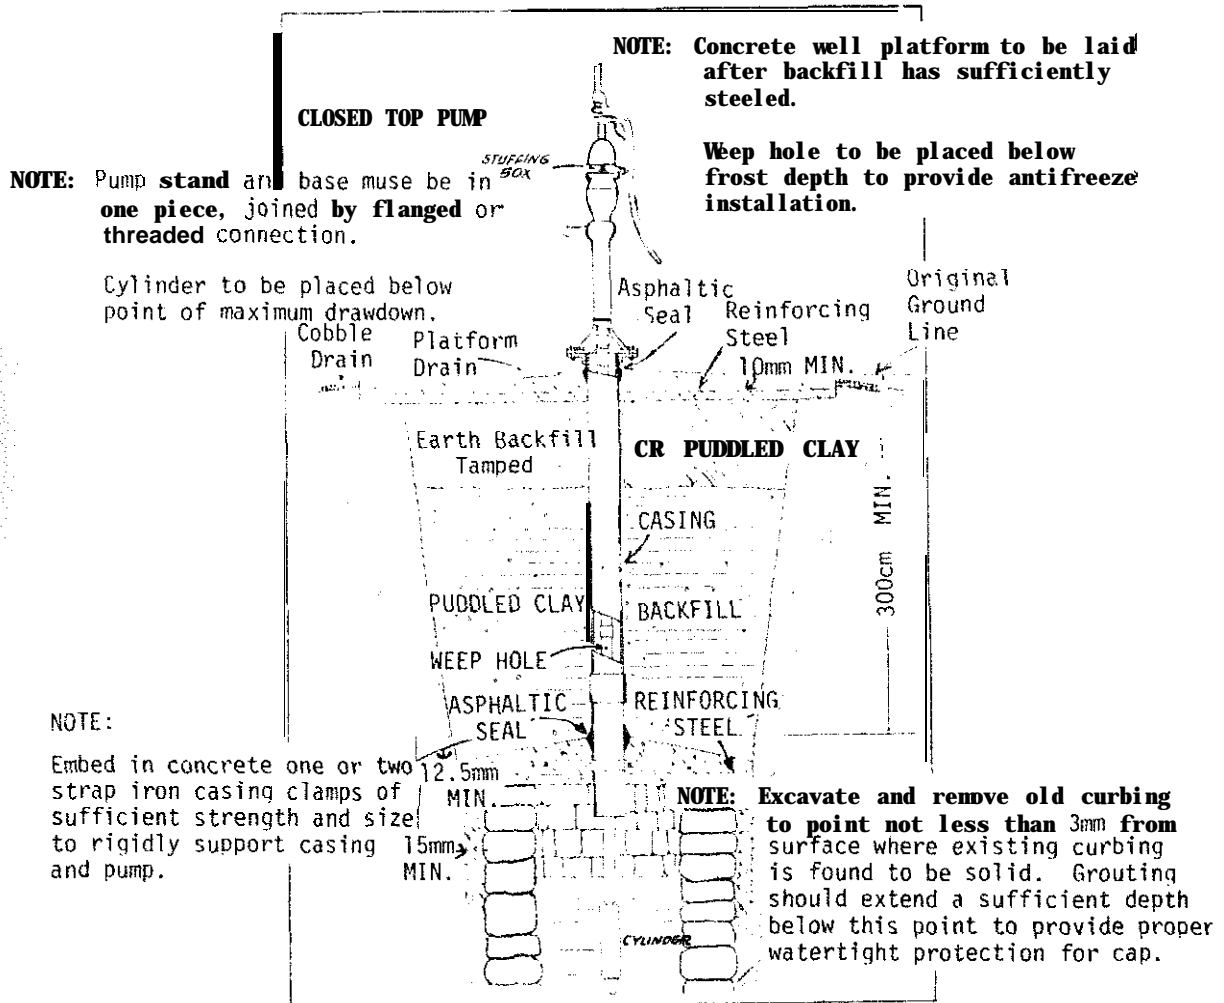 NOTE: Concrete well platform to be laid
after backfill has sufficiently
steeled.
CLOSED TOP PUMP
Weep hole to be placed below
frost depth to provide antifreeze
installation.
STUFFING
BOX
NOTE: Pump stand and base muse be in
one piece, joined by flanged or
threaded connection.
Cylinder to be placed below
point of maximum drawdown.
Asphaltic
Seal
Reinforcing
Steel
Original
Ground
Line
Cobble
Drain
Platform
Drain
10mm MIN.
Earth Backfill
Tamped
CR PUDDLED CLAY
CASING
300cm MIN.
PUDDLED CLAY
BACKFILL
WEEP HOLE
ASPHALTIC
SEAL
REINFORCING
STEEL
NOTE:
Embed in concrete one or two
strap iron casing clamps of
sufficient strength and size
to rigidly support casing
and pump.
12.5mm
MIN.
15mm
MIN.
NOTE: Excavate and remove old curbing
to point not less than 3mm from
surface where existing curbing
is found to be solid. Grouting
should extend a sufficient depth
below this point to provide proper
watertight protection for cap.
CYLINDER